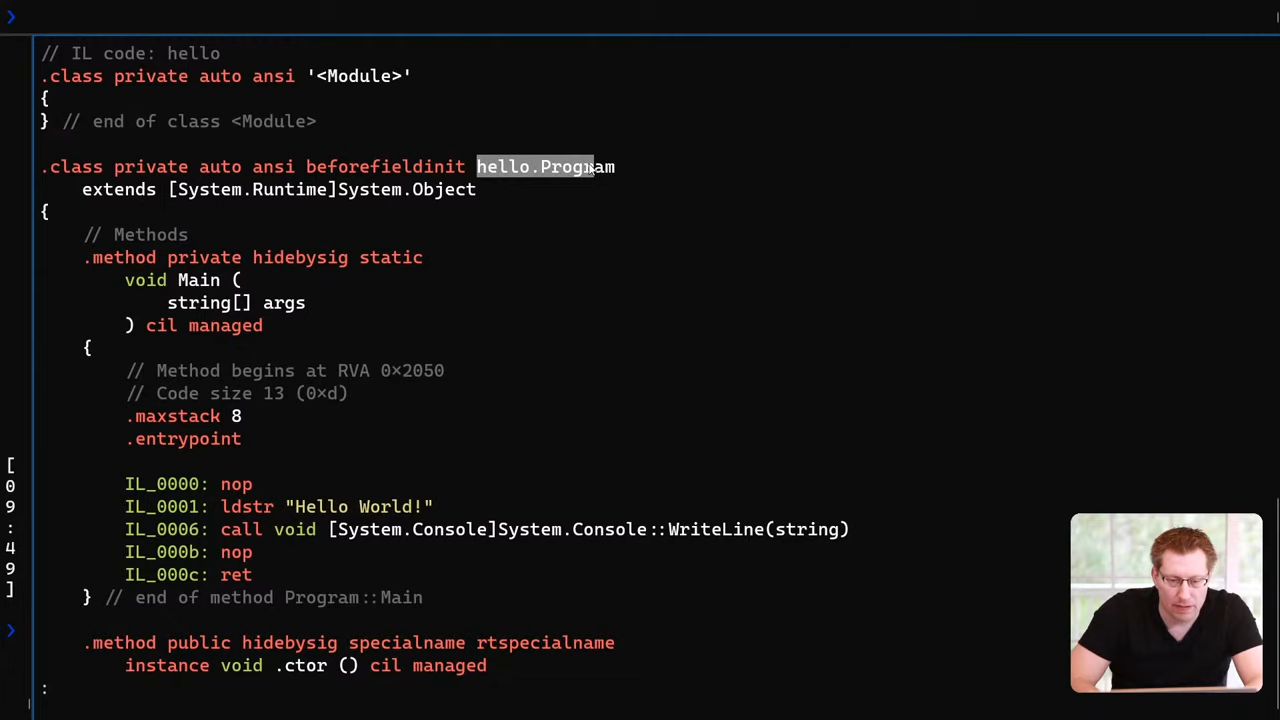 ❯
// IL code: hello
.class private auto ansi '<Module>'
{
} // end of class <Module>
.class private auto ansi beforefieldinit hello.Program
extends [System.Runtime]System.Object
{
// Methods
.method private hidebysig static
void Main (
string[] args
) cil managed
{
// Method begins at RVA 0×2050
// Code size 13 (0×d)
.maxstack 8
.entrypoint
IL_0000: nop
IL_0001: ldstr "Hello World!"
IL_0006: call void [System.Console]System.Console::WriteLine(string)
IL_000b: nop
IL_000c: ret
} // end of method Program::Main
.method public hidebysig specialname rtspecialname
instance void .ctor () cil managed
:
[
0
9
:
4
9
]
❯